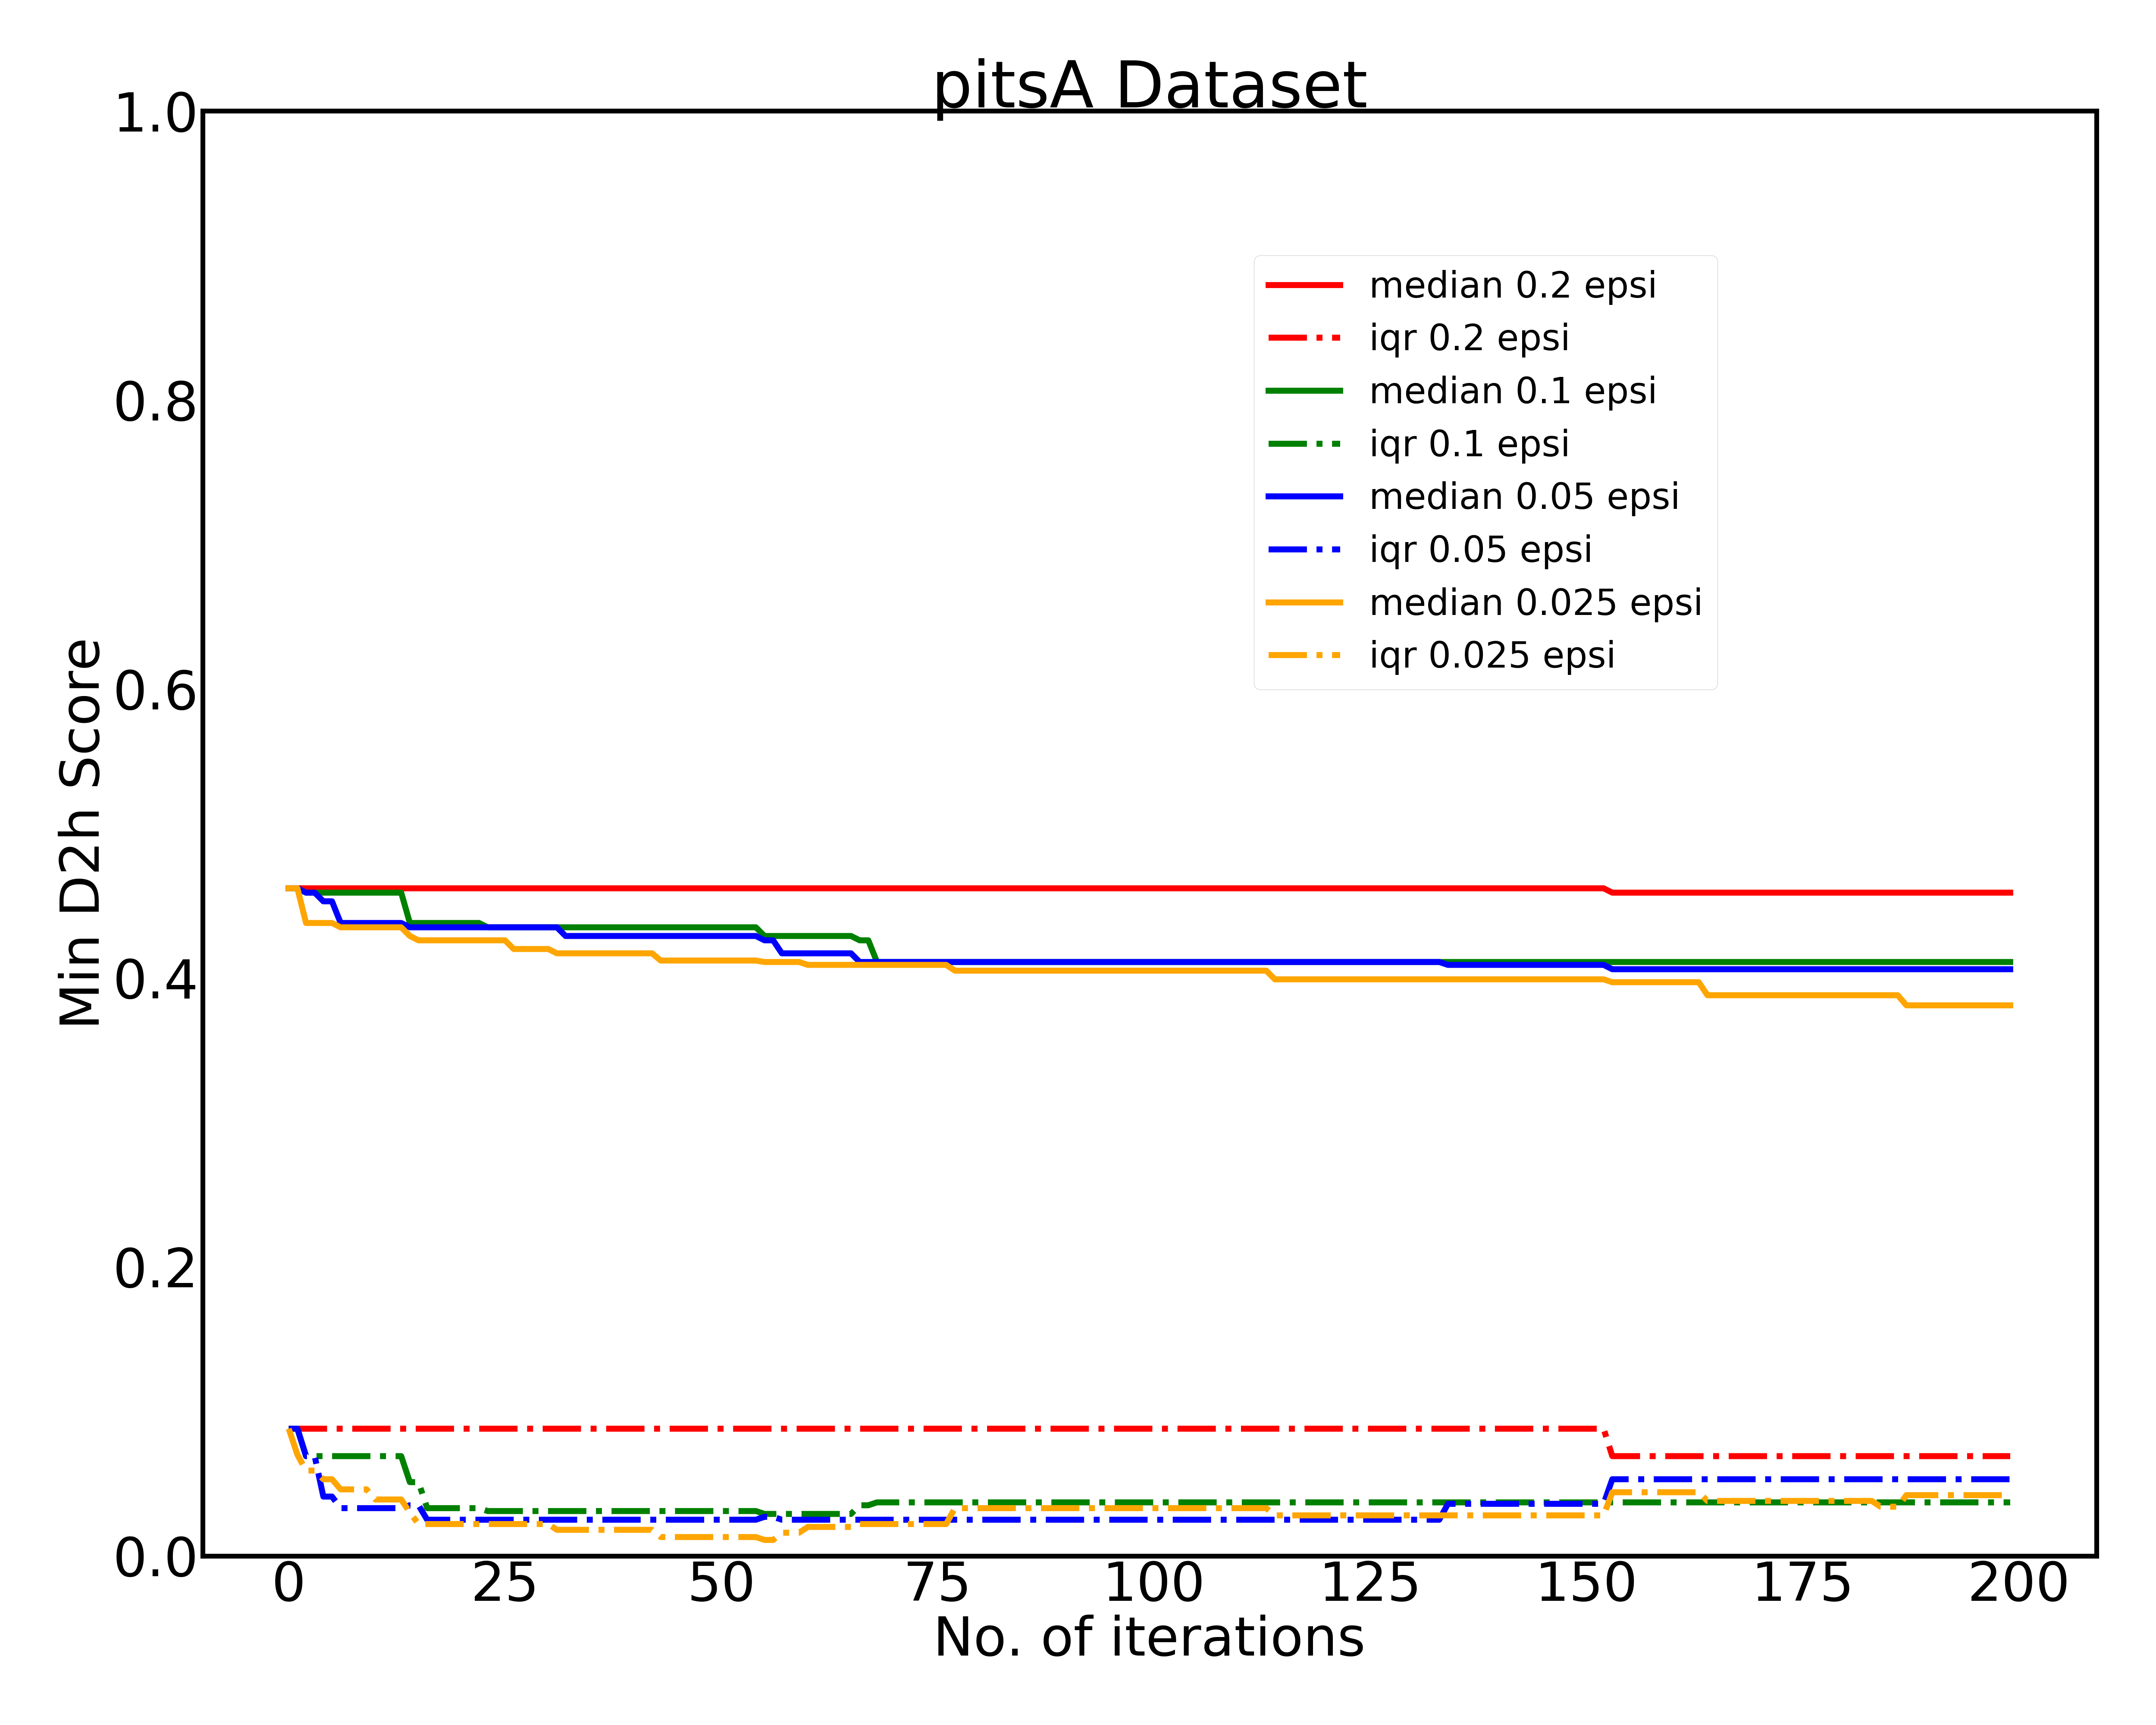 pitsA Dataset
1.0
0.8
0.6
0.4
0.2
0.0
Min D2h Score
median 0.2 epsi
iqr 0.2 epsi
median 0.1 epsi
iqr 0.1 epsi
median 0.05 epsi
iqr 0.05 epsi
median 0.025 epsi
iqr 0.025 epsi
0 25 50 75 100 125 150 175 200
No. of iterations